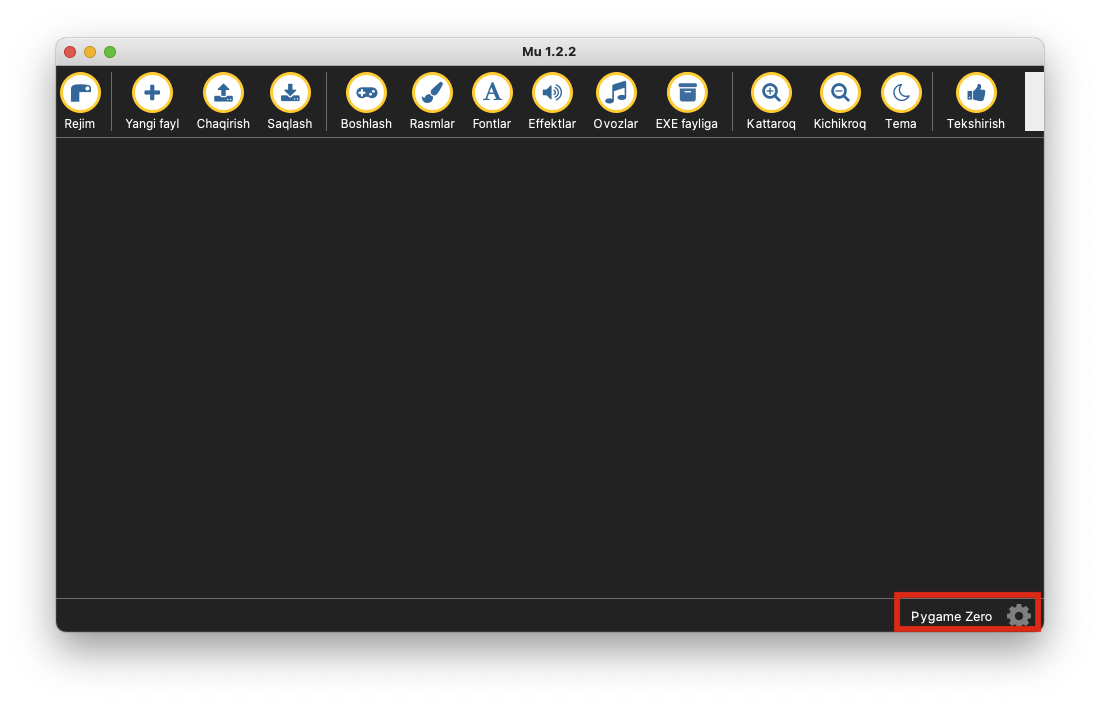 Mu 1.2.2
Rejim Yangi fayl Chaqirish Saqlash Boshlash Rasmlar Fontlar Effektlar Ovozlar EXE fayliga Kattaroq Kichikroq Tema Tekshirish
Pygame Zero